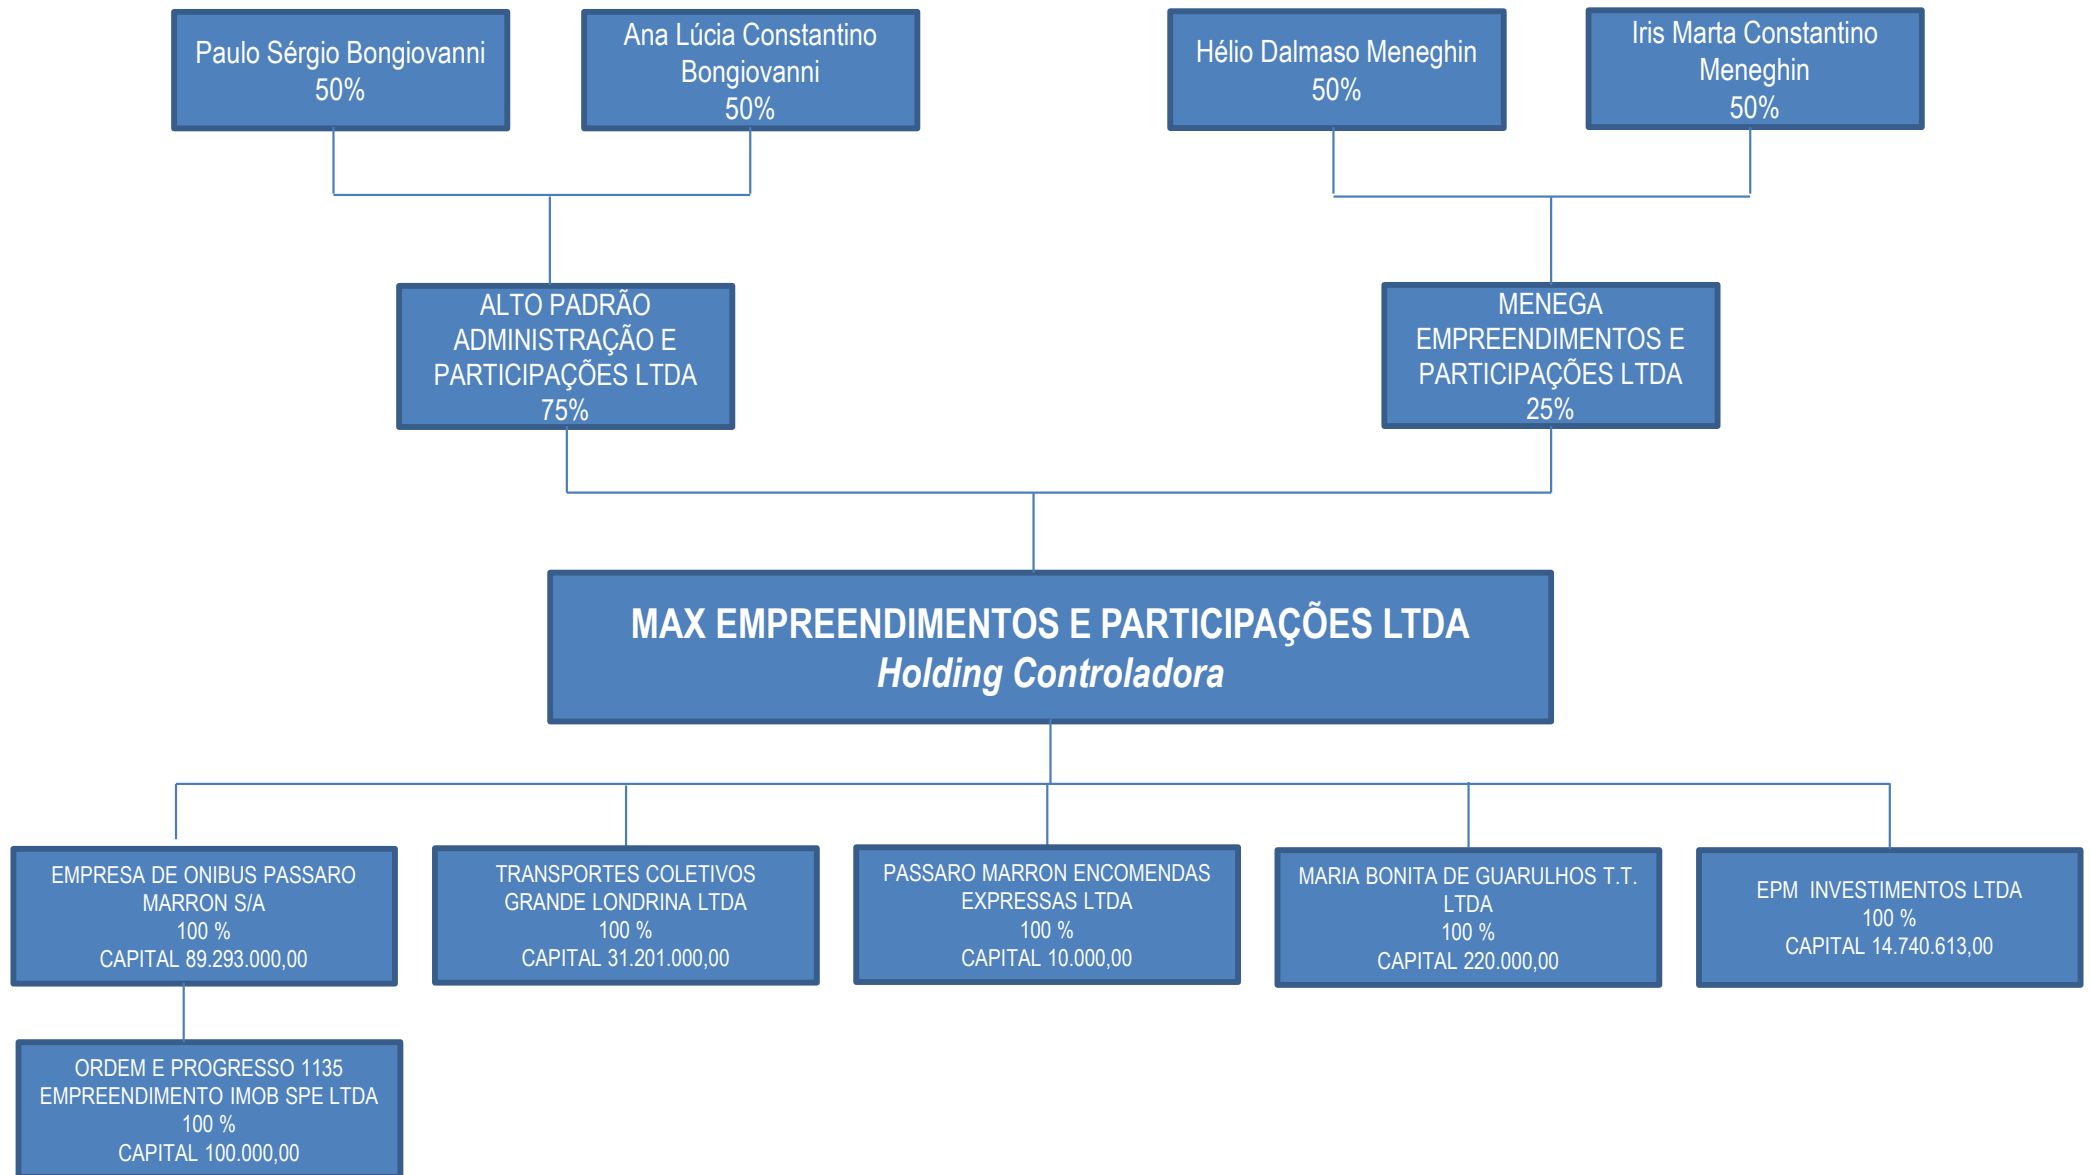 Paulo Sérgio Bongiovanni
50%
Ana Lúcia Constantino
Bongiovanni
50%
Hélio Dalmaso Meneghin
50%
Iris Marta Constantino
Meneghin
50%
ALTO PADRÃO
ADMINISTRAÇÃO E
PARTICIPAÇÕES LTDA
75%
MENEGA
EMPREENDIMENTOS E
PARTICIPAÇÕES LTDA
25%
MAX EMPREENDIMENTOS E PARTICIPAÇÕES LTDA
Holding Controladora
EMPRESA DE ONIBUS PASSARO
MARRON S/A
100 %
CAPITAL 89.293.000,00
TRANSPORTES COLETIVOS
GRANDE LONDRINA LTDA
100 %
CAPITAL 31.201.000,00
PASSARO MARRON ENCOMENDAS
EXPRESSAS LTDA
100 %
CAPITAL 10.000,00
MARIA BONITA DE GUARULHOS T.T.
LTDA
100 %
CAPITAL 220.000,00
EPM  INVESTIMENTOS LTDA
100 %
CAPITAL 14.740.613,00
ORDEM E PROGRESSO 1135
EMPREENDIMENTO IMOB SPE LTDA
100 %
CAPITAL 100.000,00